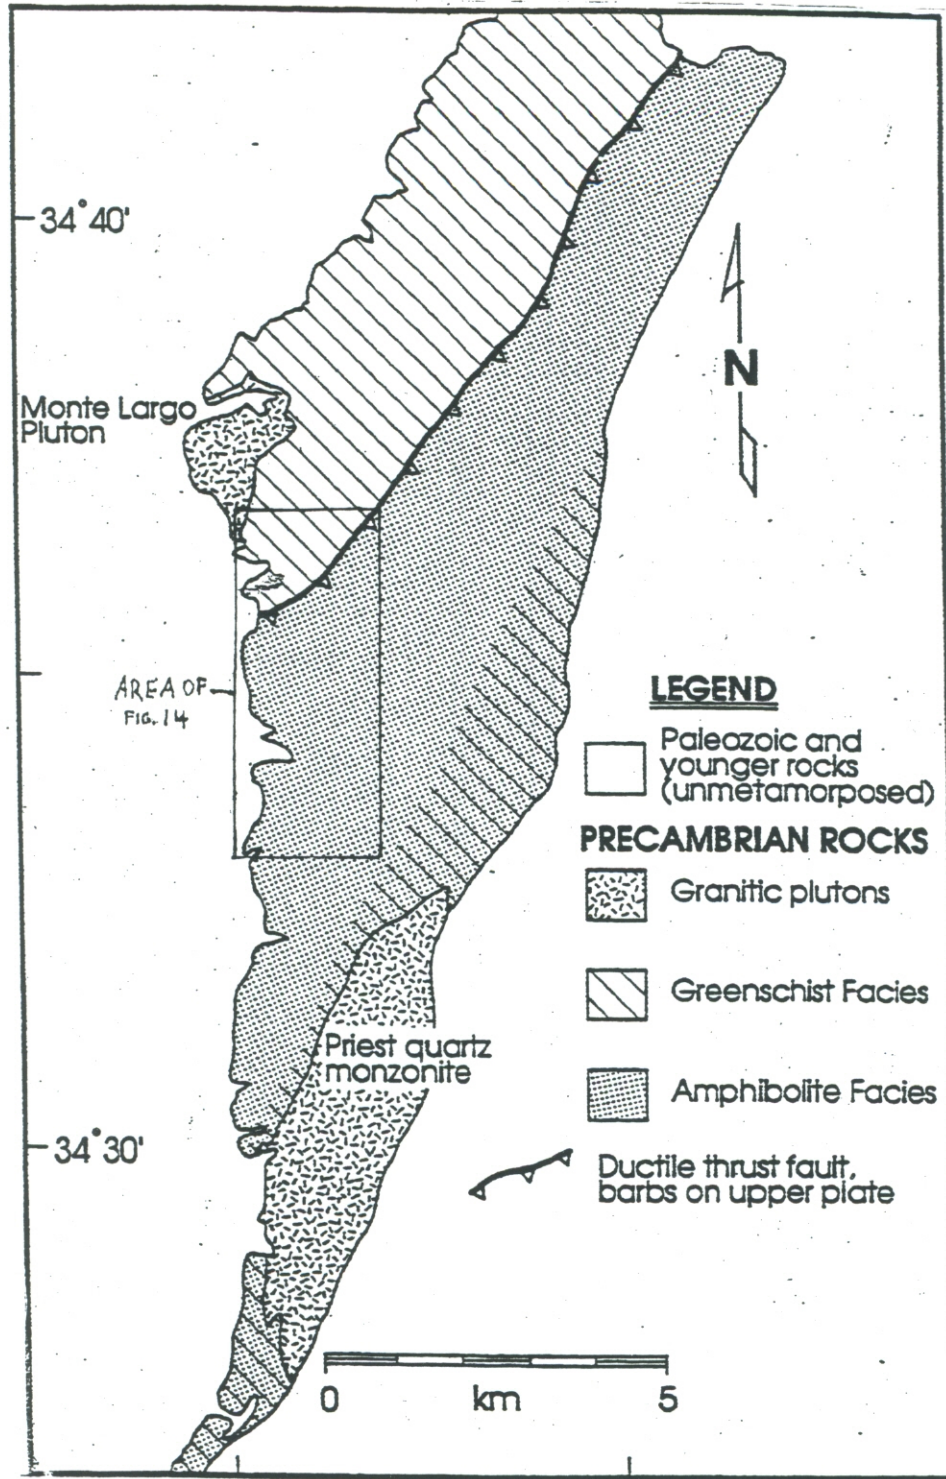 34°40'
Monte Largo
Pluton
N
AREA OF
FIG. 14
LEGEND
Paleozoic and
younger rocks
(unmetamorposed)
PRECAMBRIAN ROCKS
Granitic plutons
Greenschist Facies
Priest quartz
monzonite
Amphibolite Facies
34°30'
Ductile thrust fault,
barbs on upper plate
0 km 5